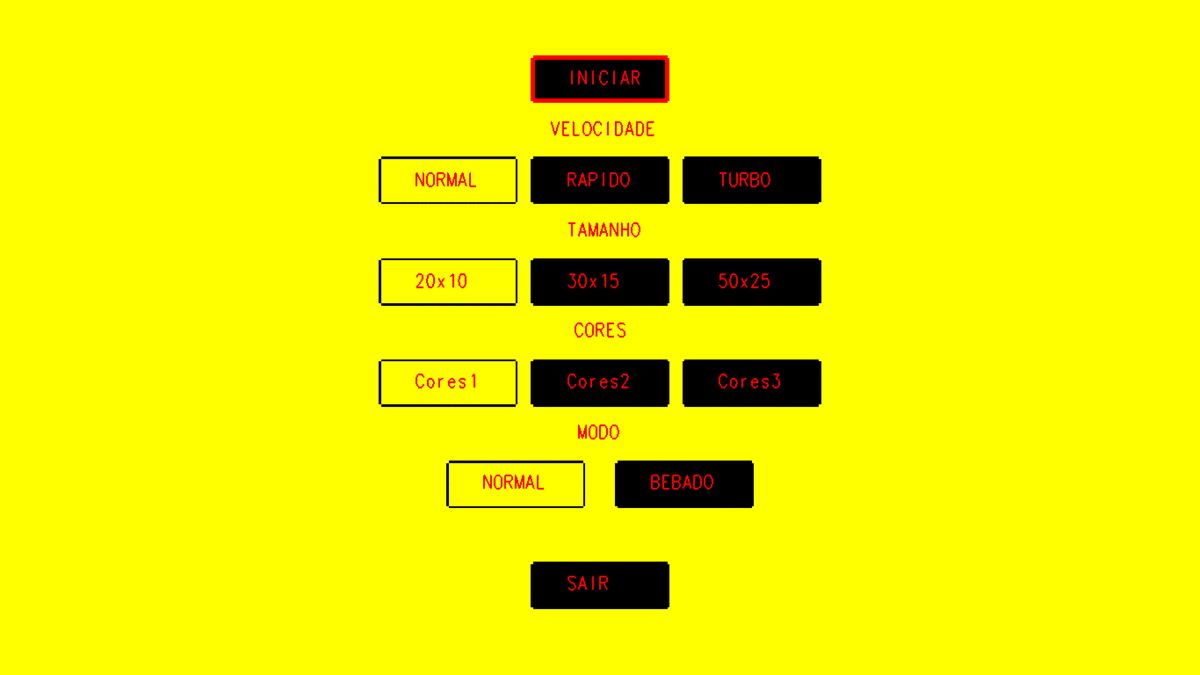 INICIAR
VELOCIDADE
NORMAL RAPIDO TURBO
TAMANHO
20x10 30x15 50x25
CORES
Cores1 Cores2 Cores3
MODO
NORMAL BEBADO
SAIR